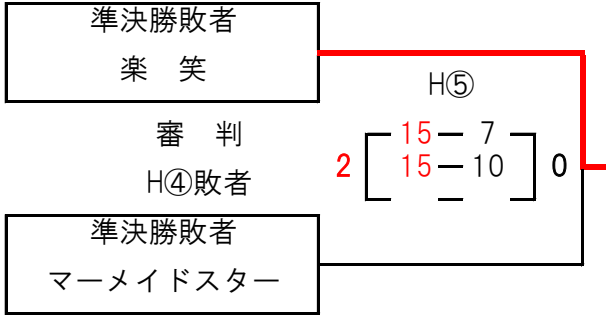 準決勝敗者
楽　笑
H⑤
審　判
15 ー 7
2 15 ー 10 0
H④敗者
ー
準決勝敗者
マーメイドスター